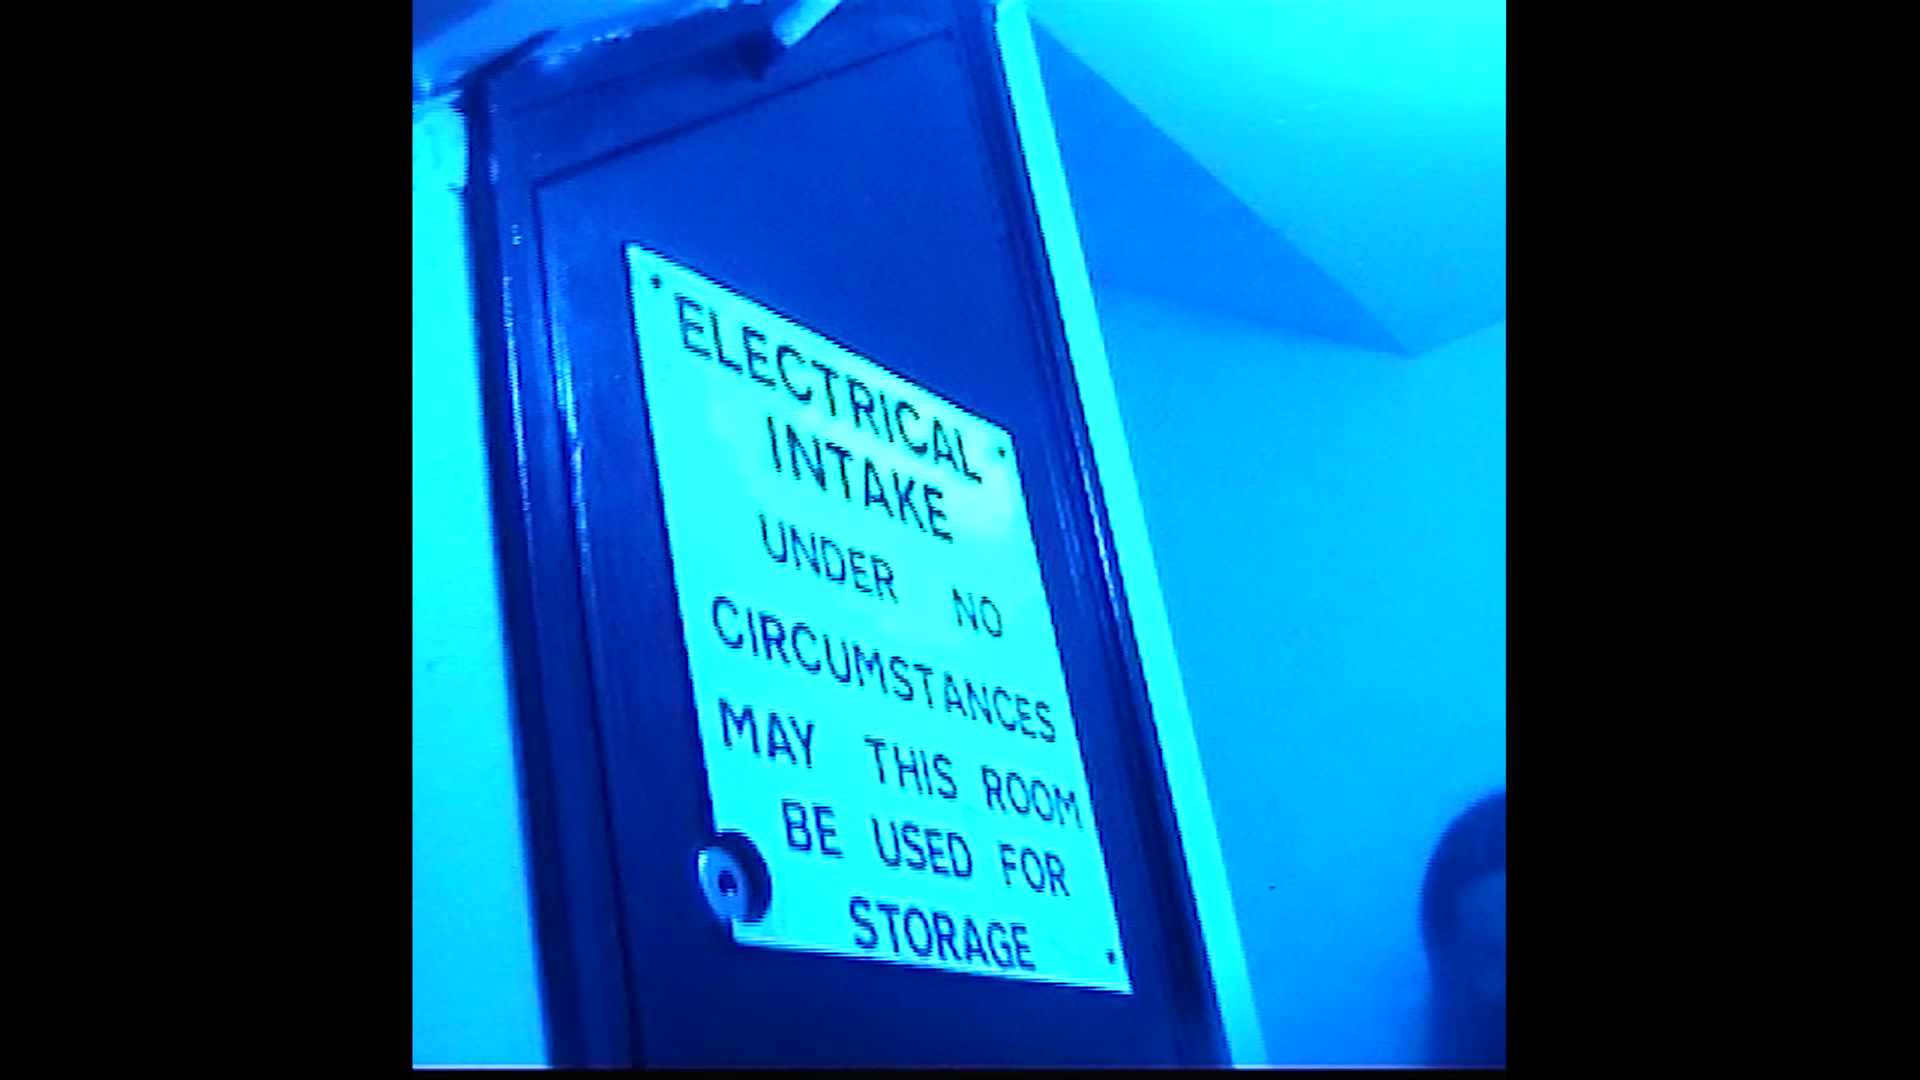 ELECTRICAL
INTAKE
UNDER NO
CIRCUMSTANCES
MAY THIS ROOM
BE USED FOR
STORAGE